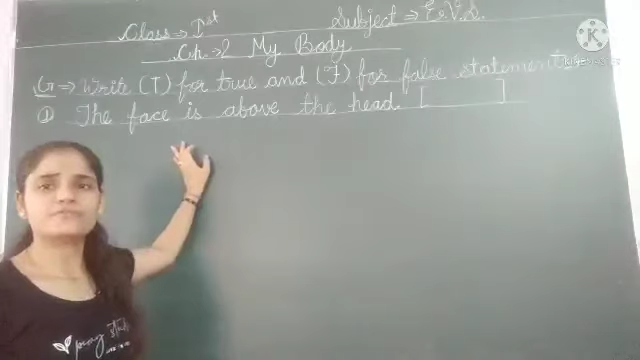 Class → Ist Subject ⇒ E.V.S.
Ch.→2 My Body
G ⇒ Write (T) for true and (F) for false statements
① The face is above the head. [ ]